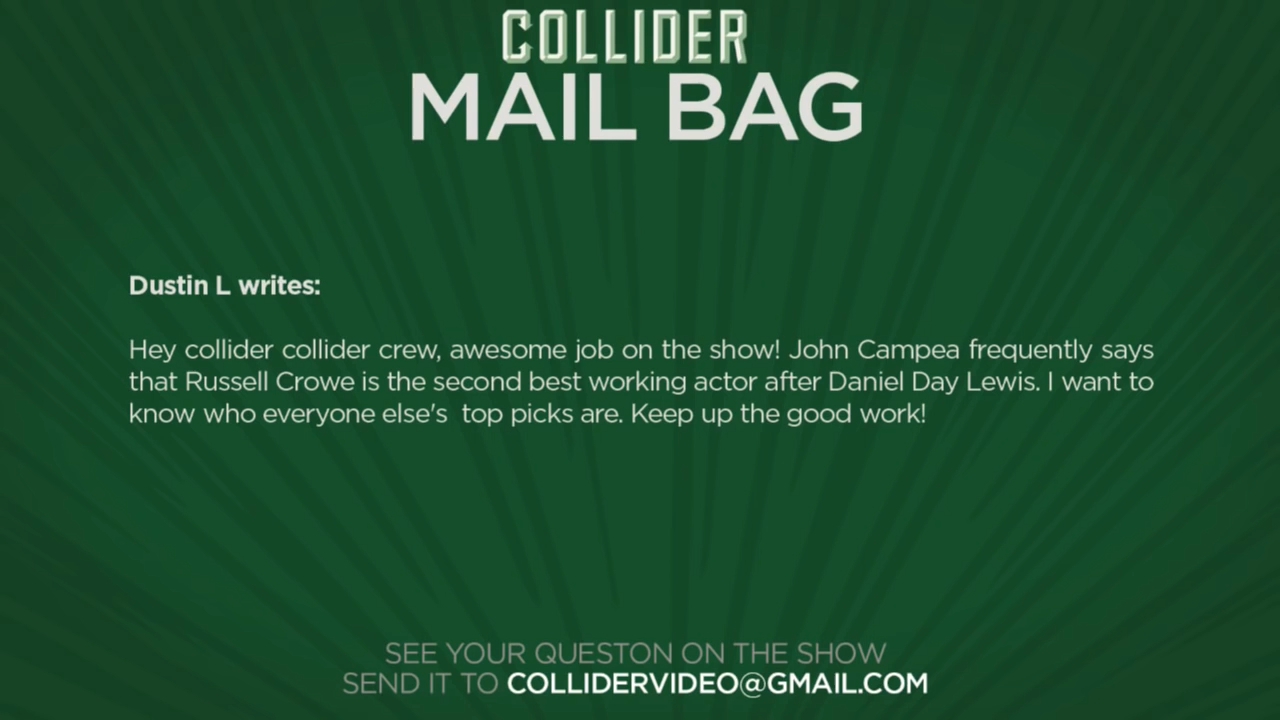 COLLIDER
MAIL BAG
Dustin L writes:
Hey collider collider crew, awesome job on the show! John Campea frequently says
that Russell Crowe is the second best working actor after Daniel Day Lewis. I want to
know who everyone else's  top picks are. Keep up the good work!
SEE YOUR QUESTON ON THE SHOW
SEND IT TO COLLIDERVIDEO@GMAIL.COM